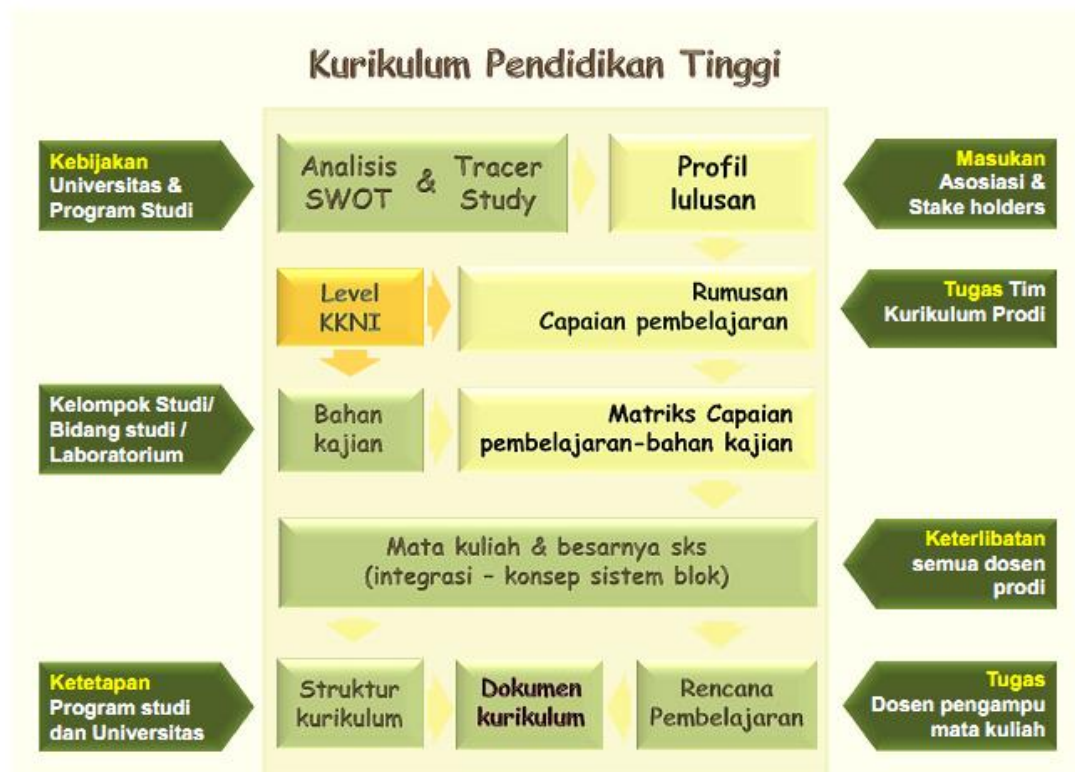 Kurikulum Pendidikan Tinggi
Kebijakan
Universitas &
Program Studi
Analisis
SWOT
&
Tracer
Study
Profil
lulusan
Masukan
Asosiasi &
Stake holders
Level
KKNI
Rumusan
Capaian pembelajaran
Tugas Tim
Kurikulum Prodi
Kelompok Studi/
Bidang studi /
Laboratorium
Bahan
kajian
Matriks Capaian
pembelajaran-bahan kajian
Mata kuliah & besarnya sks
(integrasi - konsep sistem blok)
Keterlibatan
semua dosen
prodi
Ketetapan
Program studi
dan Universitas
Struktur
kurikulum
Dokumen
kurikulum
Rencana
Pembelajaran
Tugas
Dosen pengampu
mata kuliah